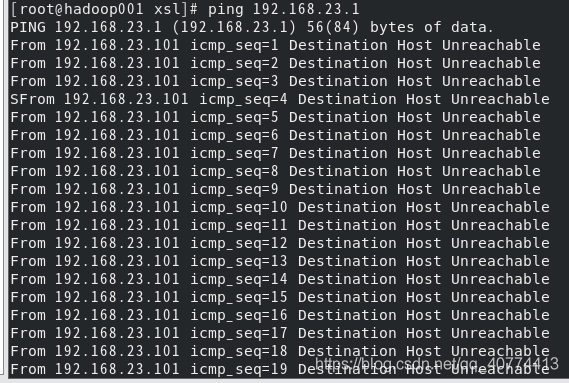 [root@hadoop001 xsl]# ping 192.168.23.1
PING 192.168.23.1 (192.168.23.1) 56(84) bytes of data.
From 192.168.23.101 icmp_seq=1 Destination Host Unreachable
From 192.168.23.101 icmp_seq=2 Destination Host Unreachable
From 192.168.23.101 icmp_seq=3 Destination Host Unreachable
SFrom 192.168.23.101 icmp_seq=4 Destination Host Unreachable
From 192.168.23.101 icmp_seq=5 Destination Host Unreachable
From 192.168.23.101 icmp_seq=6 Destination Host Unreachable
From 192.168.23.101 icmp_seq=7 Destination Host Unreachable
From 192.168.23.101 icmp_seq=8 Destination Host Unreachable
From 192.168.23.101 icmp_seq=9 Destination Host Unreachable
From 192.168.23.101 icmp_seq=10 Destination Host Unreachable
From 192.168.23.101 icmp_seq=11 Destination Host Unreachable
From 192.168.23.101 icmp_seq=12 Destination Host Unreachable
From 192.168.23.101 icmp_seq=13 Destination Host Unreachable
From 192.168.23.101 icmp_seq=14 Destination Host Unreachable
From 192.168.23.101 icmp_seq=15 Destination Host Unreachable
From 192.168.23.101 icmp_seq=16 Destination Host Unreachable
From 192.168.23.101 icmp_seq=17 Destination Host Unreachable
From 192.168.23.101 icmp_seq=18 Destination Host Unreachable
From 192.168.23.101 icmp_seq=19 Destination Host Unreachable
https://blog.csdn.net/qq_40774413